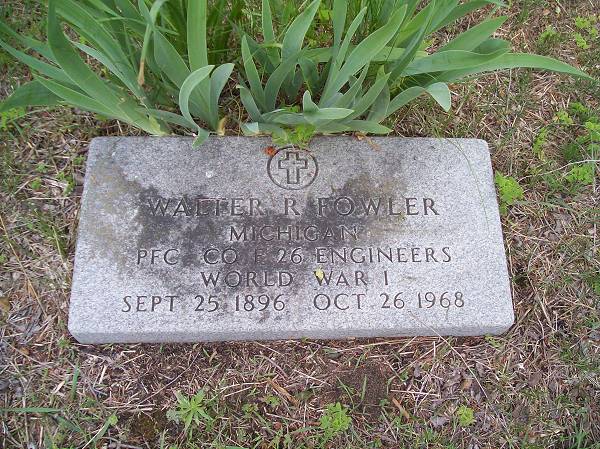 WALTER R FOWLER
MICHIGAN
PFC CO F 26 ENGINEERS
WORLD WAR I
SEPT 25 1896 OCT 26 1968